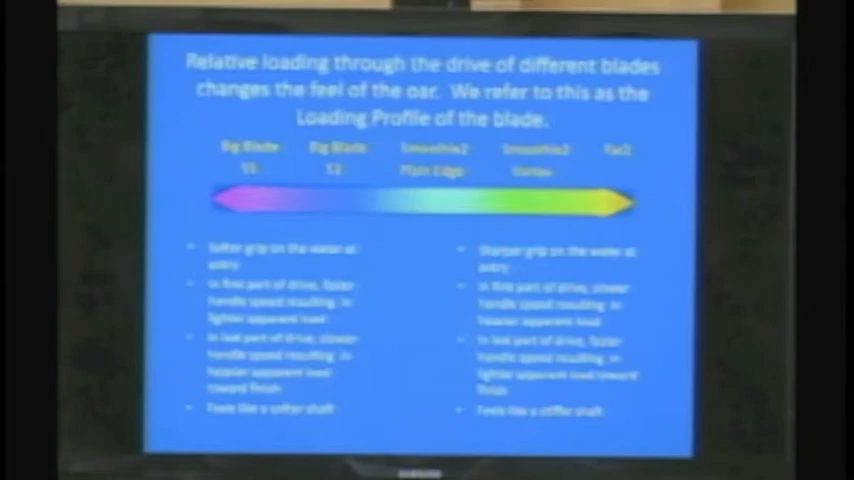 Relative loading through the drive of different blades
changes the feel of the oar. We refer to this as the
Loading Profile of the blade.
Big Blade Big Blade Smoothie2 Smoothie2 Fat2
Plain Edge Vortex
• Softer grip on the water at
entry
• In first part of drive, faster
handle speed resulting in
lighter apparent load
• In last part of drive, slower
handle speed resulting in
heavier apparent load
toward finish
• Feels like a softer shaft
• Sharper grip on the water at
entry
• In first part of drive, slower
handle speed resulting in
heavier apparent load
• In last part of drive, faster
handle speed resulting in
lighter apparent load toward
finish
• Feels like a stiffer shaft
SAMSUNG